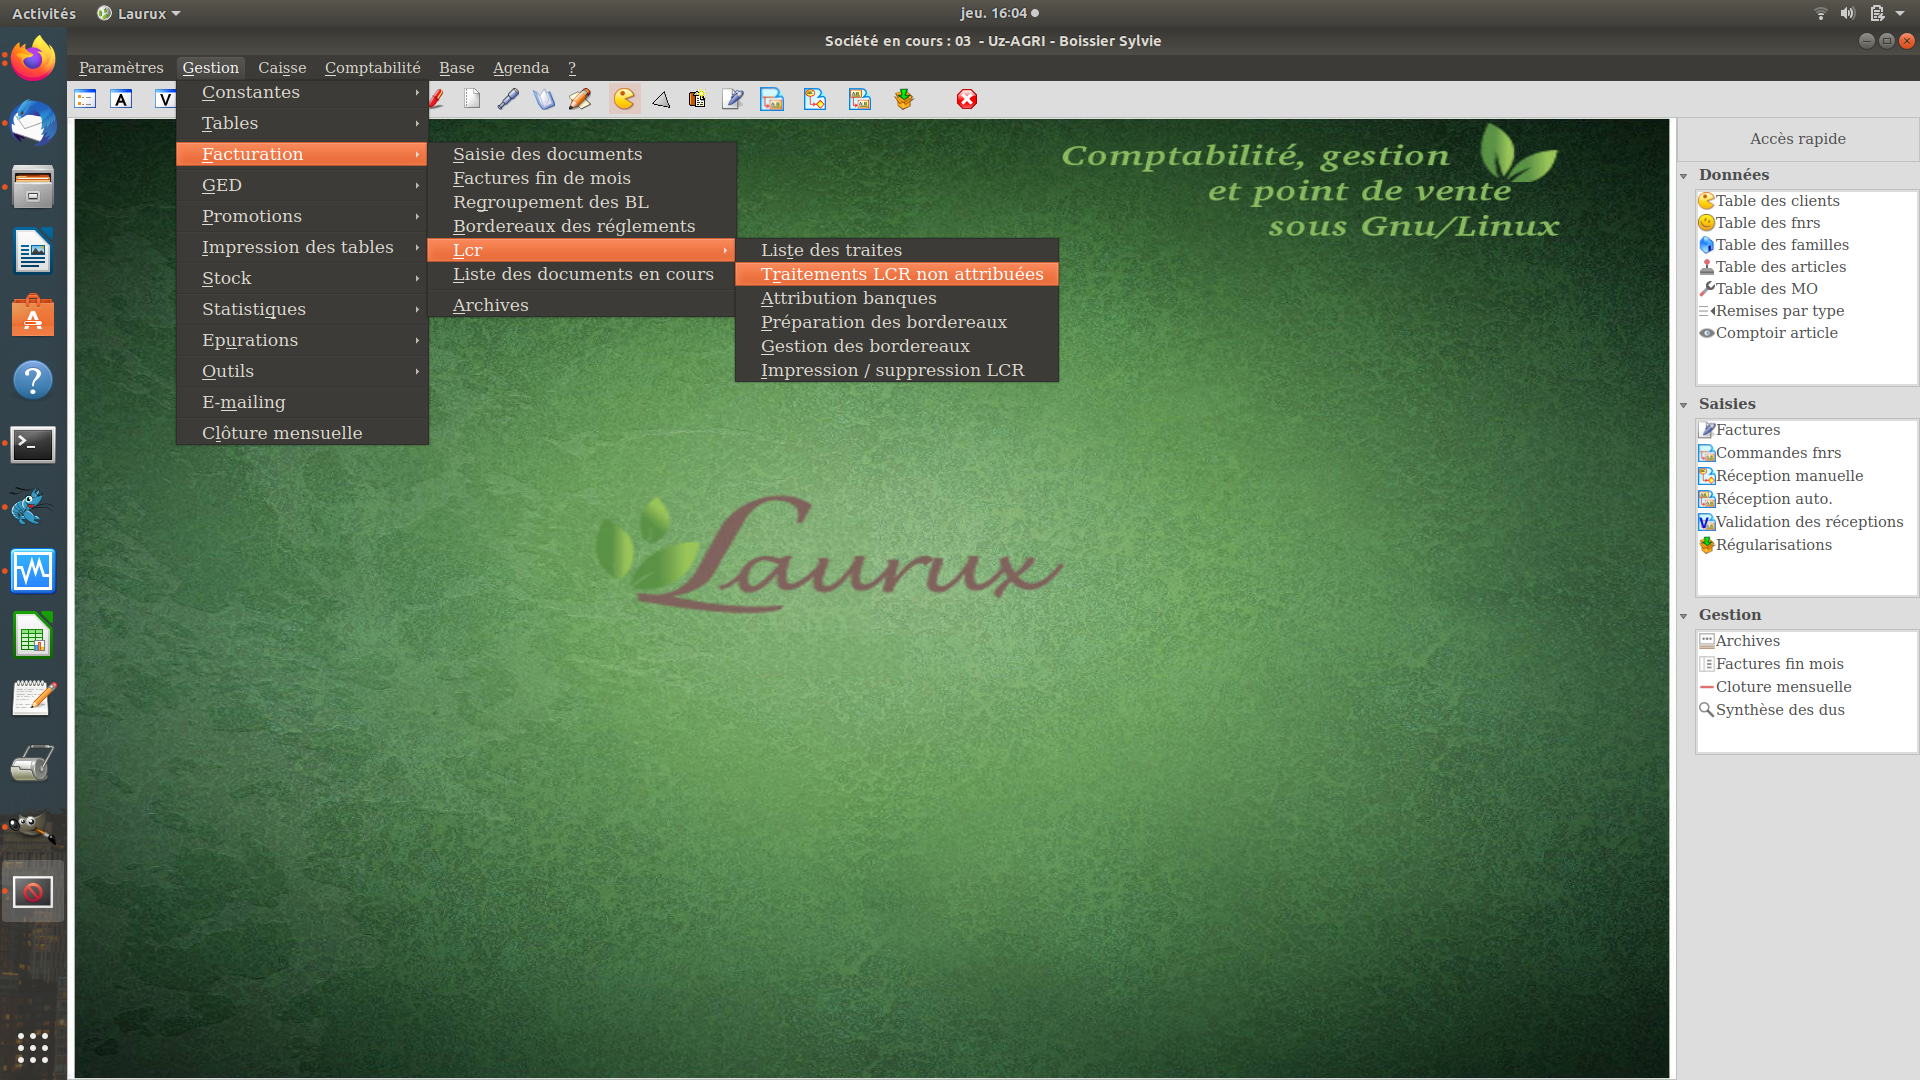 Activités
Laurux
jeu. 16:04
Société en cours : 03 - Uz-AGRI - Boissier Sylvie
Paramètres Gestion Caisse Comptabilité Base Agenda ?
A
V
Constantes
Tables
Facturation
GED
Promotions
Impression des tables
Stock
Statistiques
Epurations
Outils
E-mailing
Clôture mensuelle
Saisie des documents
Factures fin de mois
Regroupement des BL
Bordereaux des réglements
Lcr
Liste des documents en cours
Archives
Liste des traites
Traitements LCR non attribuées
Attribution banques
Préparation des bordereaux
Gestion des bordereaux
Impression / suppression LCR
Comptabilité, gestion
et point de vente
sous Gnu/Linux
Laurux
Accès rapide
Données
Table des clients
Table des fnrs
Table des familles
Table des articles
Table des MO
Remises par type
Comptoir article
Saisies
Factures
Commandes fnrs
Réception manuelle
Réception auto.
Validation des réceptions
Régularisations
Gestion
Archives
Factures fin mois
Cloture mensuelle
Synthèse des dus